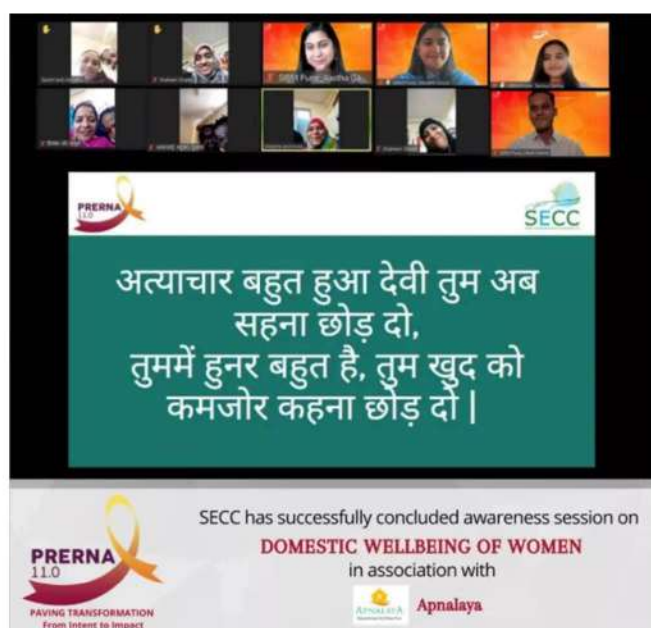 PRERNA
11.0
SECC
अत्याचार बहुत हुआ देवी तुम अब
सहना छोड़ दो,
तुममें हुनर बहुत है, तुम खुद को
कमजोर कहना छोड़ दो |
SECC has successfully concluded awareness session on
DOMESTIC WELLBEING OF WOMEN
in association with
APNALAYA
Apnalaya
PRERNA
11.0
PAVING TRANSFORMATION
From Intent to Impact